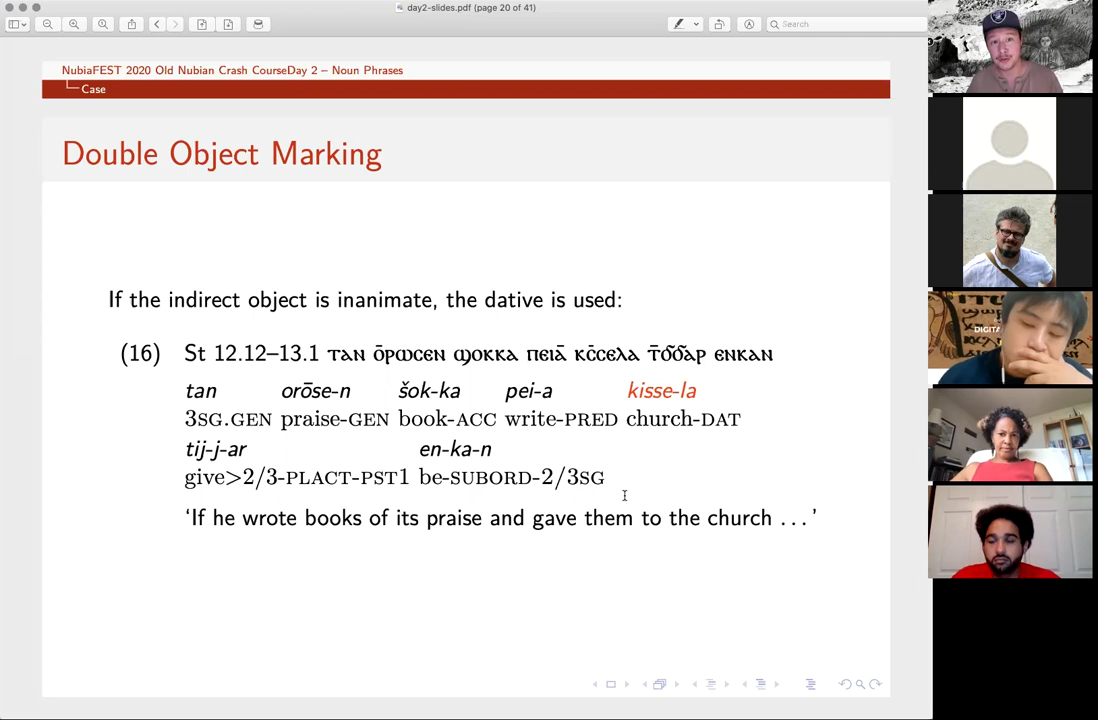 day2-slides.pdf (page 20 of 41)
Search
NubiaFEST 2020 Old Nubian Crash CourseDay 2 – Noun Phrases
Case
Double Object Marking
If the indirect object is inanimate, the dative is used:
(16) St 12.12–13.1 ⲧⲁⲛ ⲟ̄ⲣⲱⲥⲉⲛ ϣⲟⲕⲕⲁ ⲡⲉⲓⲁ̄ ⲕⲥ̄ⲥⲉⲗⲁ ⲧ̄ϭ̄ϭ̄ⲁⲣ ⲉⲛⲕⲁⲛ
tan orōse-n šok-ka pei-a kisse-la
3SG.GEN praise-GEN book-ACC write-PRED church-DAT
tij-j-ar en-ka-n
give>2/3-PLACT-PST1 be-SUBORD-2/3SG
‘If he wrote books of its praise and gave them to the church ...’
DIGIT